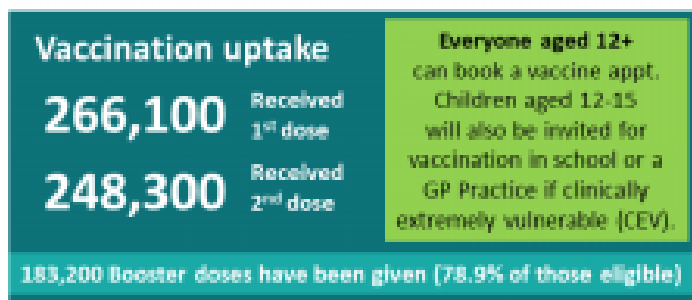 Vaccination uptake
266,100 Received
1st dose
248,300 Received
2nd dose
Everyone aged 12+
can book a vaccine appt.
Children aged 12-15
will also be invited for
vaccination in school or a
GP Practice if clinically
extremely vulnerable (CEV).
183,200 Booster doses have been given (78.9% of those eligible)